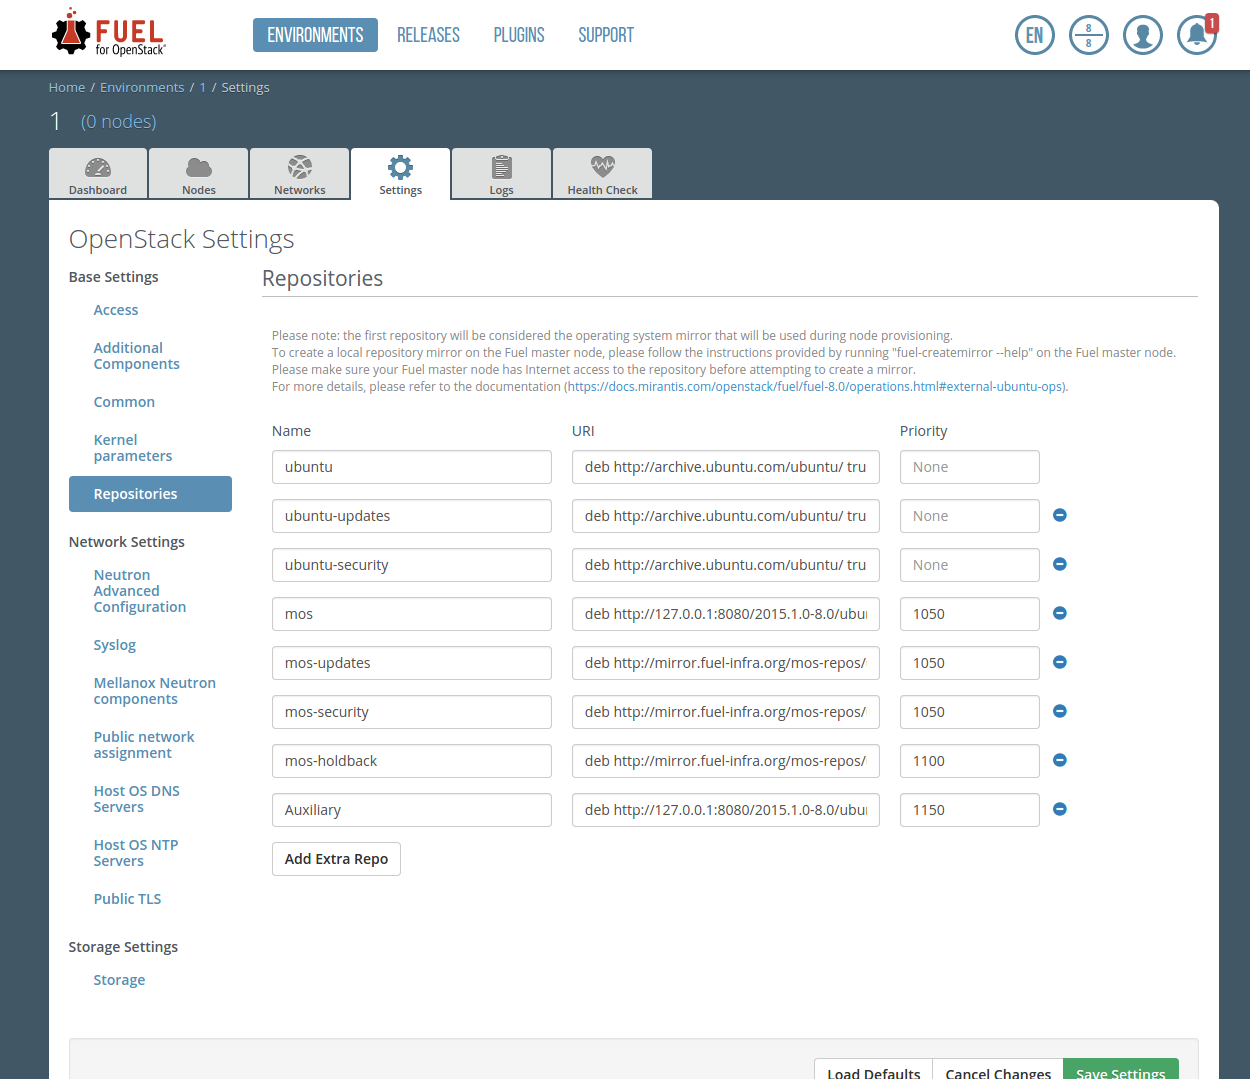 FUEL
for OpenStack
ENVIRONMENTS RELEASES PLUGINS SUPPORT
EN 8 8 1
Home / Environments / 1 / Settings
1 (0 nodes)
Dashboard Nodes Networks Settings Logs Health Check
OpenStack Settings
Base Settings
Access
Additional
Components
Common
Kernel
parameters
Repositories
Network Settings
Neutron
Advanced
Configuration
Syslog
Mellanox Neutron
components
Public network
assignment
Host OS DNS
Servers
Host OS NTP
Servers
Public TLS
Storage Settings
Storage
Repositories
Please note: the first repository will be considered the operating system mirror that will be used during node provisioning.
To create a local repository mirror on the Fuel master node, please follow the instructions provided by running "fuel-createmirror --help" on the Fuel master node.
Please make sure your Fuel master node has Internet access to the repository before attempting to create a mirror.
For more details, please refer to the documentation (https://docs.mirantis.com/openstack/fuel/fuel-8.0/operations.html#external-ubuntu-ops).
Name URI Priority
ubuntu deb http://archive.ubuntu.com/ubuntu/ tru None
ubuntu-updates deb http://archive.ubuntu.com/ubuntu/ tru None
ubuntu-security deb http://archive.ubuntu.com/ubuntu/ tru None
mos deb http://127.0.0.1:8080/2015.1.0-8.0/ubu 1050
mos-updates deb http://mirror.fuel-infra.org/mos-repos/ 1050
mos-security deb http://mirror.fuel-infra.org/mos-repos/ 1050
mos-holdback deb http://mirror.fuel-infra.org/mos-repos/ 1100
Auxiliary deb http://127.0.0.1:8080/2015.1.0-8.0/ubu 1150
Add Extra Repo
Load Defaults Cancel Changes Save Settings